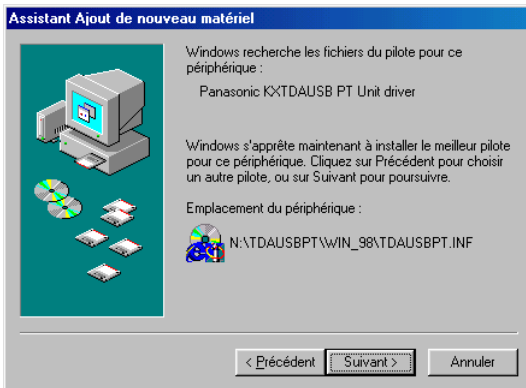 Assistant Ajout de nouveau matériel
Windows recherche les fichiers du pilote pour ce
périphérique :
Panasonic KXTDAUSB PT Unit driver
Windows s'apprête maintenant à installer le meilleur pilote
pour ce périphérique. Cliquez sur Précédent pour choisir
un autre pilote, ou sur Suivant pour poursuivre.
Emplacement du périphérique :
N:\TDAUSBPT\WIN_98\TDAUSBPT.INF
< Précédent Suivant > Annuler